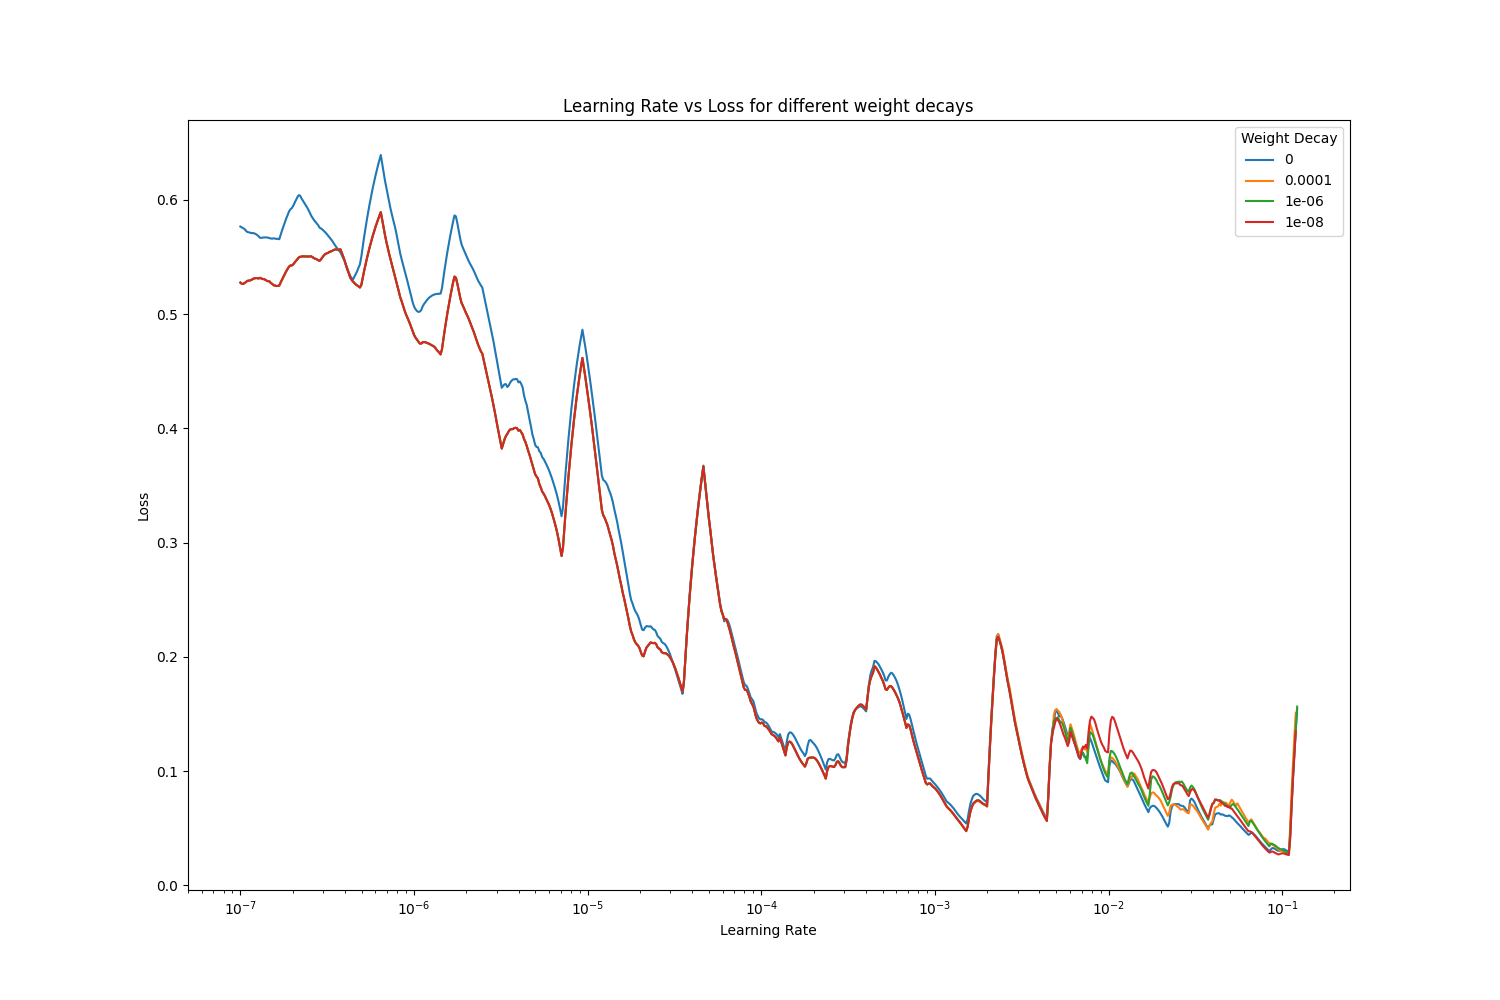 Learning Rate vs Loss for different weight decays
Weight Decay
0
0.0001
1e-06
1e-08
0.6
0.5
0.4
0.3
0.2
0.1
0.0
Loss
10⁻⁷ 10⁻⁶ 10⁻⁵ 10⁻⁴ 10⁻³ 10⁻² 10⁻¹
Learning Rate